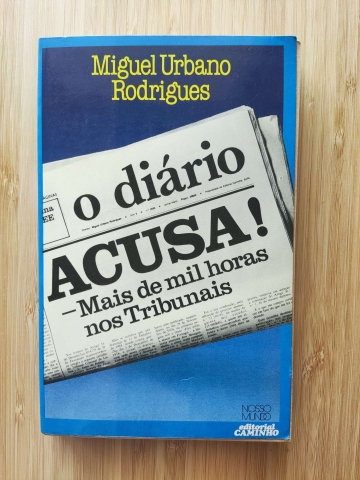 Miguel Urbano
Rodrigues
o diário
ACUSA!
–Mais de mil horas
nos Tribunais
NOSSO
MUNDO
editorial
CAMINHO